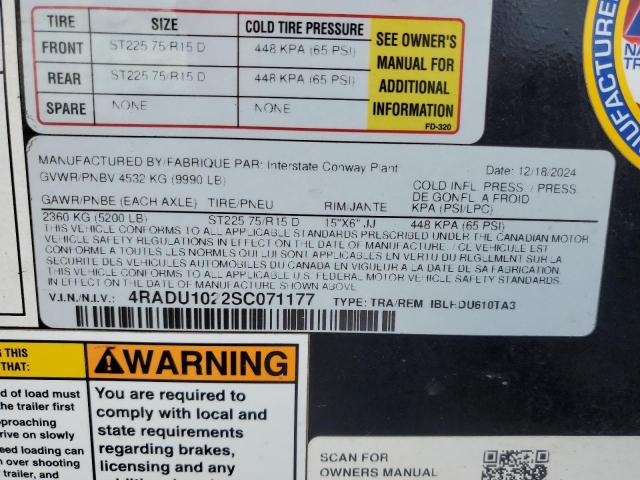 TIRE SIZE COLD TIRE PRESSURE
FRONT ST225 75/R15 D 448 KPA (65 PSI)
REAR ST225 75/R15 D 448 KPA (65 PSI)
SPARE NONE NONE
SEE OWNER'S
MANUAL FOR
ADDITIONAL
INFORMATION
FD-320
NA
TR
MANUFACTURED BY/FABRIQUE PAR: Interstate Conway Plant Date: 12/18/2024
GVWR/PNBV 4532 KG (9990 LB)
GAWR/PNBE (EACH AXLE) TIRE/PNEU RIM/JANTE COLD INFL. PRESS. / PRESS DE GONFL A FROID KPA (PSI/LPC)
2360 KG (5200 LB) ST225 75/R15 D 15"X6" JJ 448 KPA (65 PSI)
THIS VEHICLE CONFORMS TO ALL APPLICABLE STANDARDS PRESCRIBED UNDER THE CANADIAN MOTOR
VEHICLE SAFETY REGULATIONS IN EFFECT ON THE DATE OF MANUFACTURE./CE VEHICULE EST
CONFORME A TOUTES LES NORMES QUI LUI SONT APPLICABLES EN VERTU DU REGLEMENT SUR LA
SECURITE DES VEHICULES AUTOMOBILES DU CANADA EN VIGUEUR A LA DATE DE SA FABRICATION
THIS VEHICLE CONFORMS TO ALL APPLICABLE U.S. FEDERAL MOTOR VEHICLE SAFETY STANDARDS.
IN EFFECT ON THE DATE OF MANUFACTURE SHOWN ABOVE.
V.I.N./N.I.V.: 4RADU1022SC071177 TYPE: TRA/REM IBLHDU610TA3
G THIS
THAT:
d of load must
the trailer first
proaching
rive on slowly
eed loading can
n over shooting
trailer, and
WARNING
You are required to
comply with local and
state requirements
regarding brakes,
licensing and any
SCAN FOR
OWNERS MANUAL